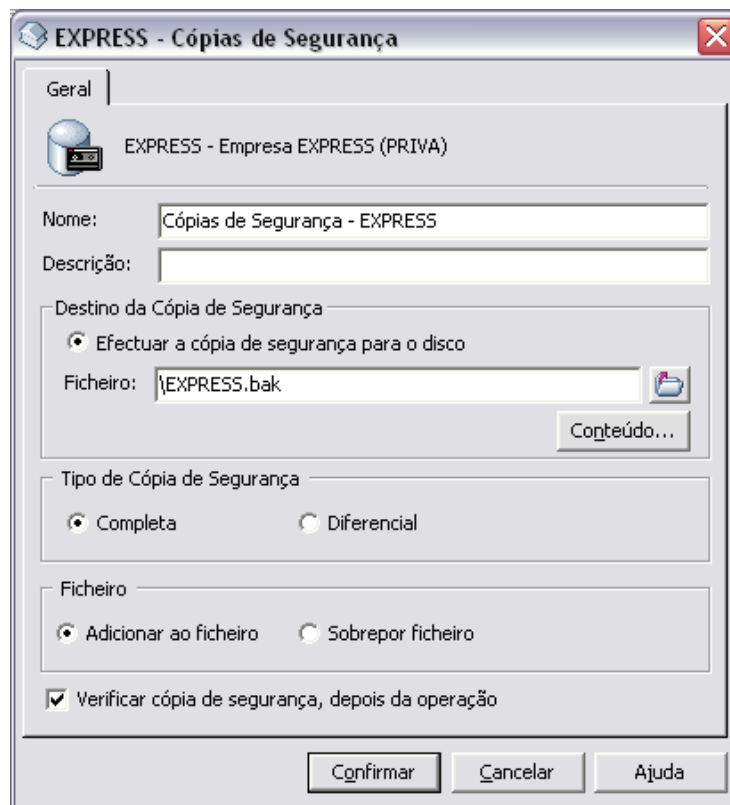 EXPRESS - Cópias de Segurança
Geral
EXPRESS - Empresa EXPRESS (PRIVA)
Nome: Cópias de Segurança - EXPRESS
Descrição:
Destino da Cópia de Segurança
Efectuar a cópia de segurança para o disco
Ficheiro: \EXPRESS.bak
Conteúdo...
Tipo de Cópia de Segurança
Completa Diferencial
Ficheiro
Adicionar ao ficheiro Sobrepor ficheiro
Verificar cópia de segurança, depois da operação
Confirmar Cancelar Ajuda